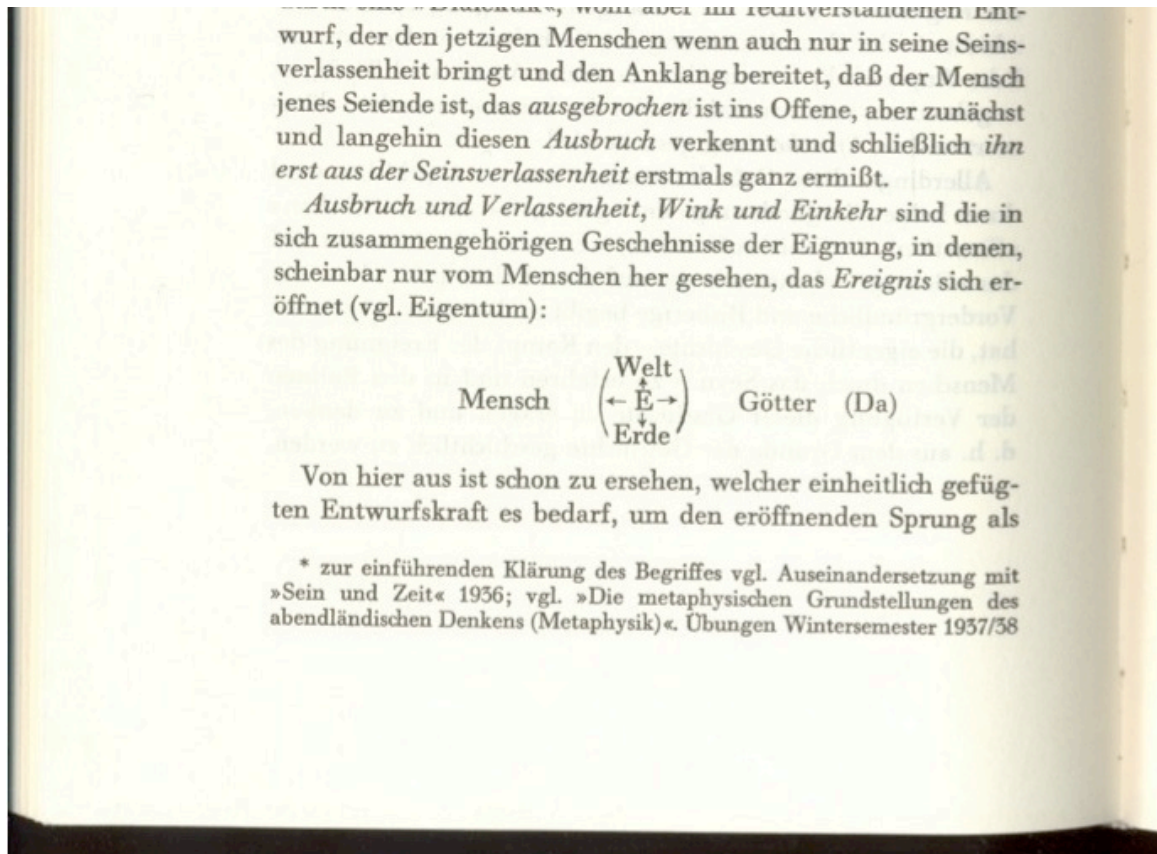 wurf, der den jetzigen Menschen wenn auch nur in seine Seins-
verlassenheit bringt und den Anklang bereitet, daß der Mensch
jenes Seiende ist, das ausgebrochen ist ins Offene, aber zunächst
und langehin diesen Ausbruch verkennt und schließlich ihn
erst aus der Seinsverlassenheit erstmals ganz ermißt.
Ausbruch und Verlassenheit, Wink und Einkehr sind die in
sich zusammengehörigen Geschehnisse der Eignung, in denen,
scheinbar nur vom Menschen her gesehen, das Ereignis sich er-
öffnet (vgl. Eigentum):
Welt
Mensch (← E →) Götter (Da)
Erde
Von hier aus ist schon zu ersehen, welcher einheitlich gefüg-
ten Entwurfskraft es bedarf, um den eröffnenden Sprung als
* zur einführenden Klärung des Begriffes vgl. Auseinandersetzung mit
»Sein und Zeit« 1936; vgl. »Die metaphysischen Grundstellungen des
abendländischen Denkens (Metaphysik)«. Übungen Wintersemester 1937/38